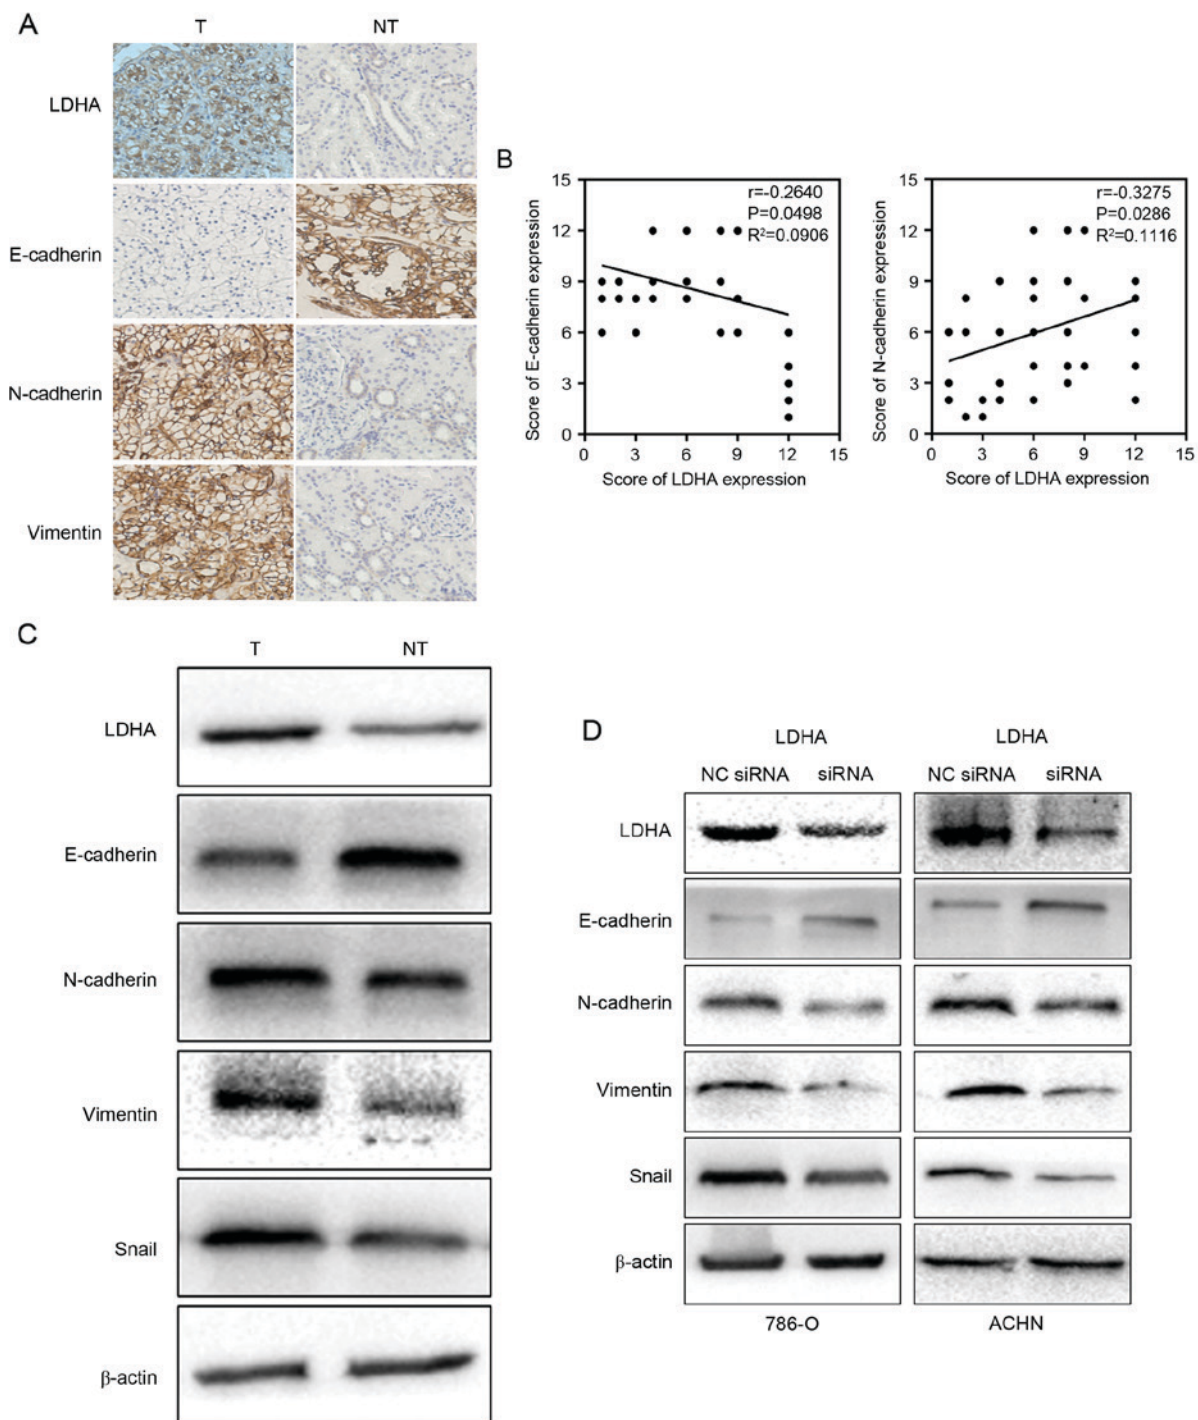 A
T NT
LDHA
E-cadherin
N-cadherin
Vimentin
B
Score of E-cadherin expression
15
12
9
6
3
0
r=-0.2640
P=0.0498
R²=0.0906
0 3 6 9 12 15
Score of LDHA expression
Score of N-cadherin expression
15
12
9
6
3
0
r=-0.3275
P=0.0286
R²=0.1116
0 3 6 9 12 15
Score of LDHA expression
C
T NT
LDHA
E-cadherin
N-cadherin
Vimentin
Snail
β-actin
D
LDHA LDHA
NC siRNA siRNA NC siRNA siRNA
LDHA
E-cadherin
N-cadherin
Vimentin
Snail
β-actin
786-O ACHN